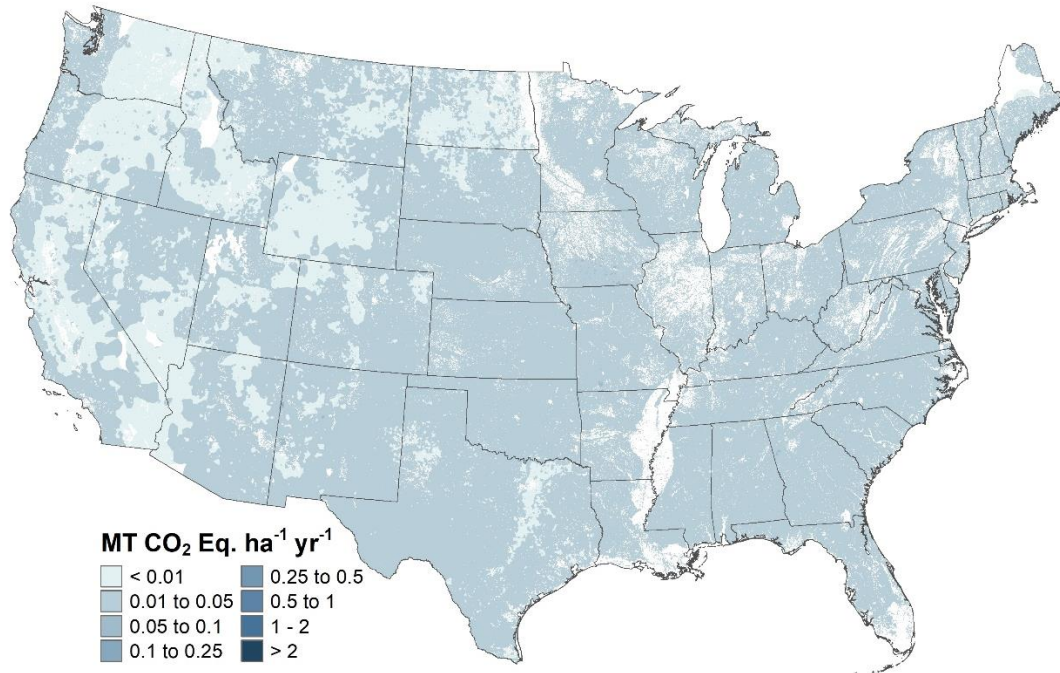 MT CO₂ Eq. ha⁻¹ yr⁻¹
< 0.01
0.01 to 0.05
0.05 to 0.1
0.1 to 0.25
0.25 to 0.5
0.5 to 1
1 - 2
> 2